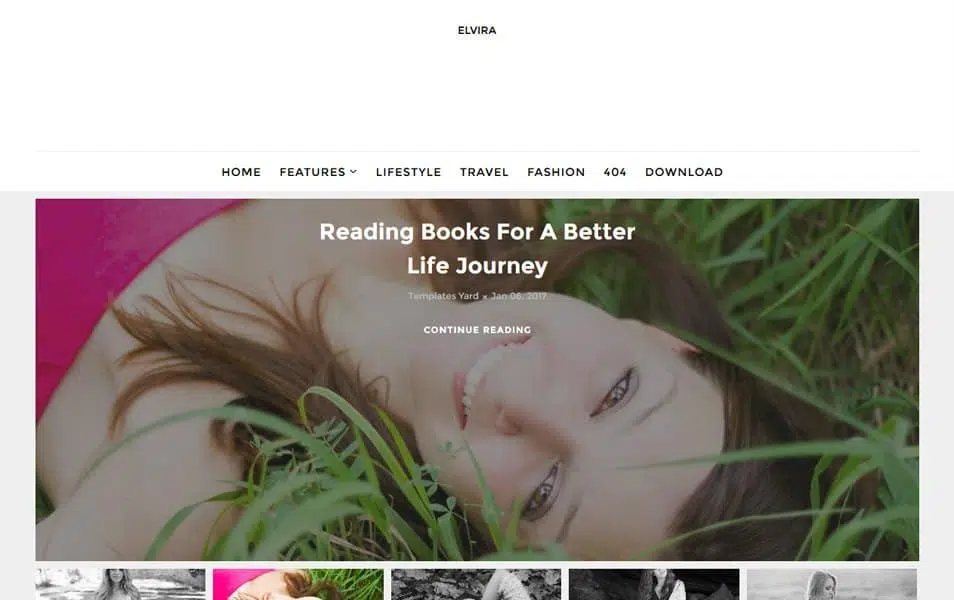 ELVIRA
HOME FEATURES LIFESTYLE TRAVEL FASHION 404 DOWNLOAD
Reading Books For A Better
Life Journey
Templates Yard × Jan 06, 2017
CONTINUE READING